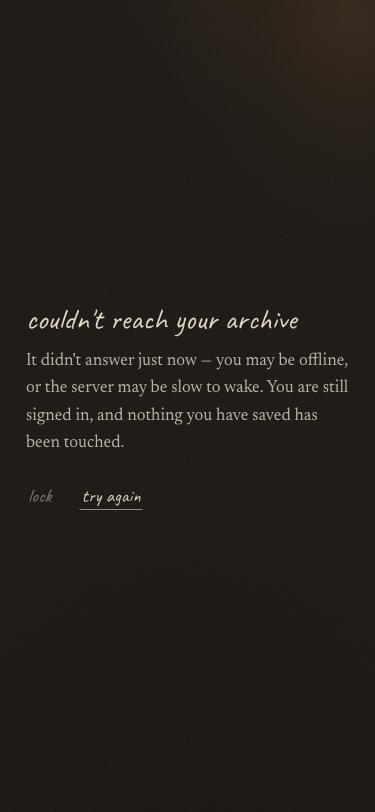 couldn't reach your archive
It didn't answer just now — you may be offline,
or the server may be slow to wake. You are still
signed in, and nothing you have saved has
been touched.
lock try again